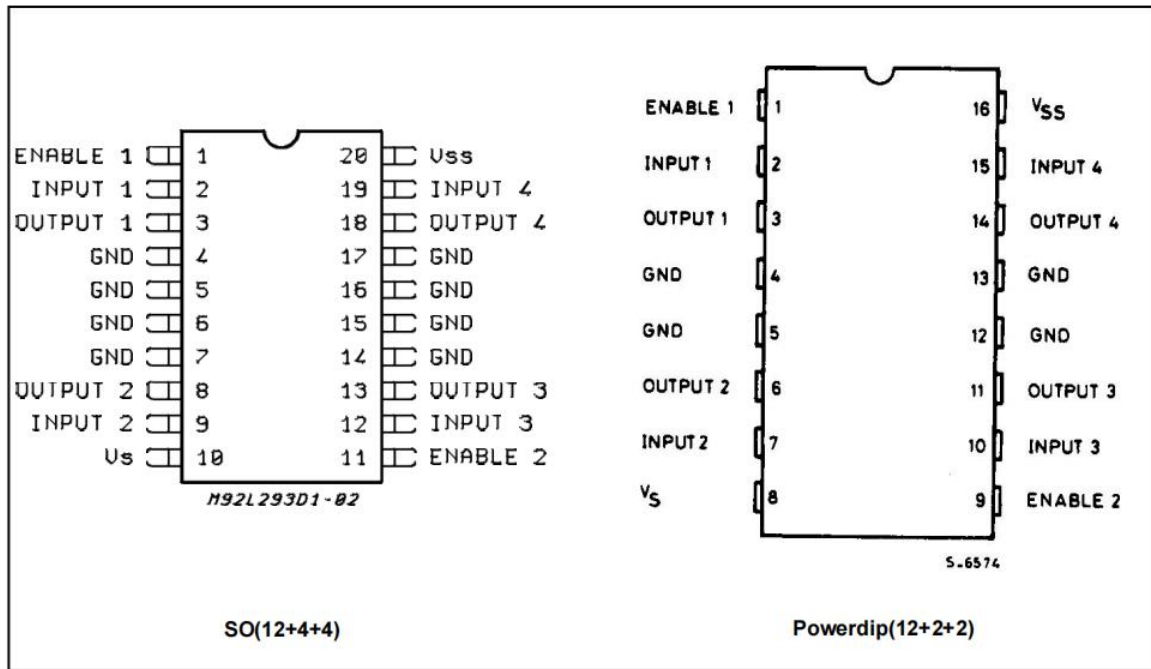 ENABLE 1 1 20 Vss
INPUT 1 2 19 INPUT 4
OUTPUT 1 3 18 OUTPUT 4
GND 4 17 GND
GND 5 16 GND
GND 6 15 GND
GND 7 14 GND
OUTPUT 2 8 13 OUTPUT 3
INPUT 2 9 12 INPUT 3
Vs 10 11 ENABLE 2
M92L293D1-02
SO(12+4+4)
ENABLE 1 1 16 VSS
INPUT 1 2 15 INPUT 4
OUTPUT 1 3 14 OUTPUT 4
GND 4 13 GND
GND 5 12 GND
OUTPUT 2 6 11 OUTPUT 3
INPUT 2 7 10 INPUT 3
VS 8 9 ENABLE 2
S-6574
Powerdip(12+2+2)